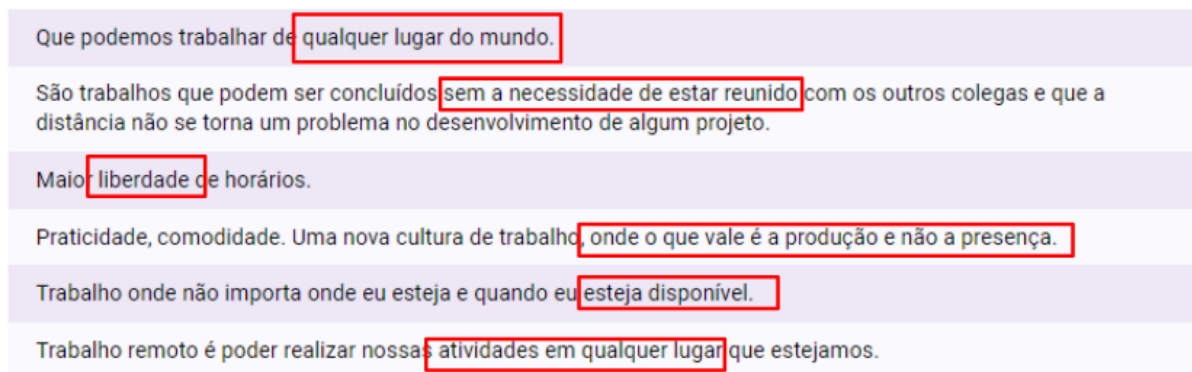 Que podemos trabalhar de qualquer lugar do mundo.
São trabalhos que podem ser concluídos sem a necessidade de estar reunido com os outros colegas e que a
distância não se torna um problema no desenvolvimento de algum projeto.
Maior liberdade de horários.
Praticidade, comodidade. Uma nova cultura de trabalho, onde o que vale é a produção e não a presença.
Trabalho onde não importa onde eu esteja e quando eu esteja disponível.
Trabalho remoto é poder realizar nossas atividades em qualquer lugar que estejamos.